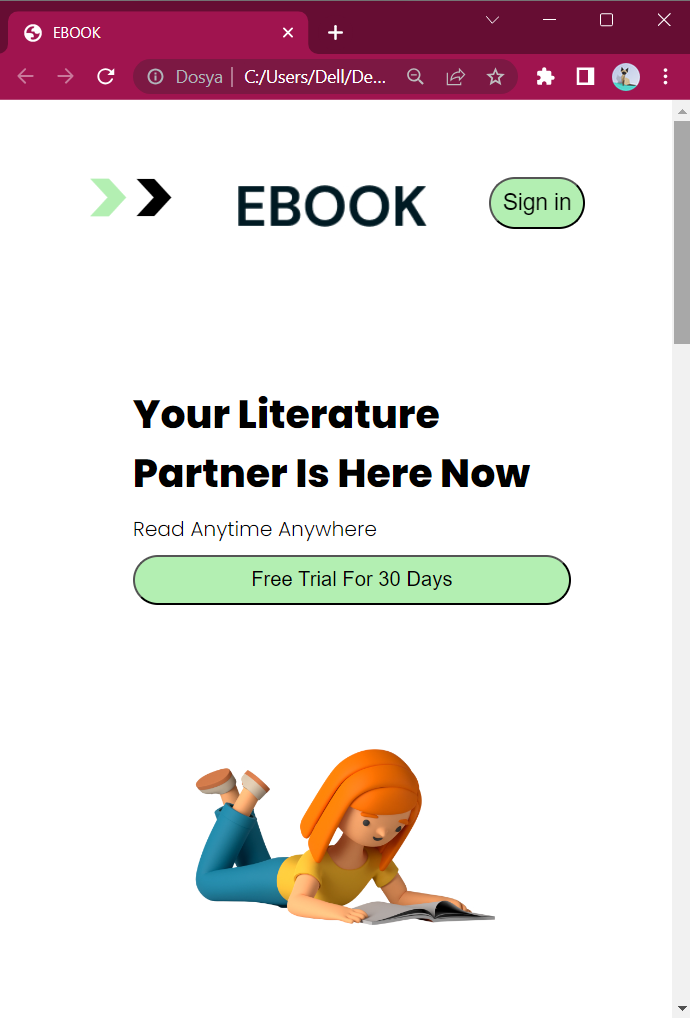 EBOOK
Dosya | C:/Users/Dell/De...
EBOOK
Sign in
Your Literature
Partner Is Here Now
Read Anytime Anywhere
Free Trial For 30 Days